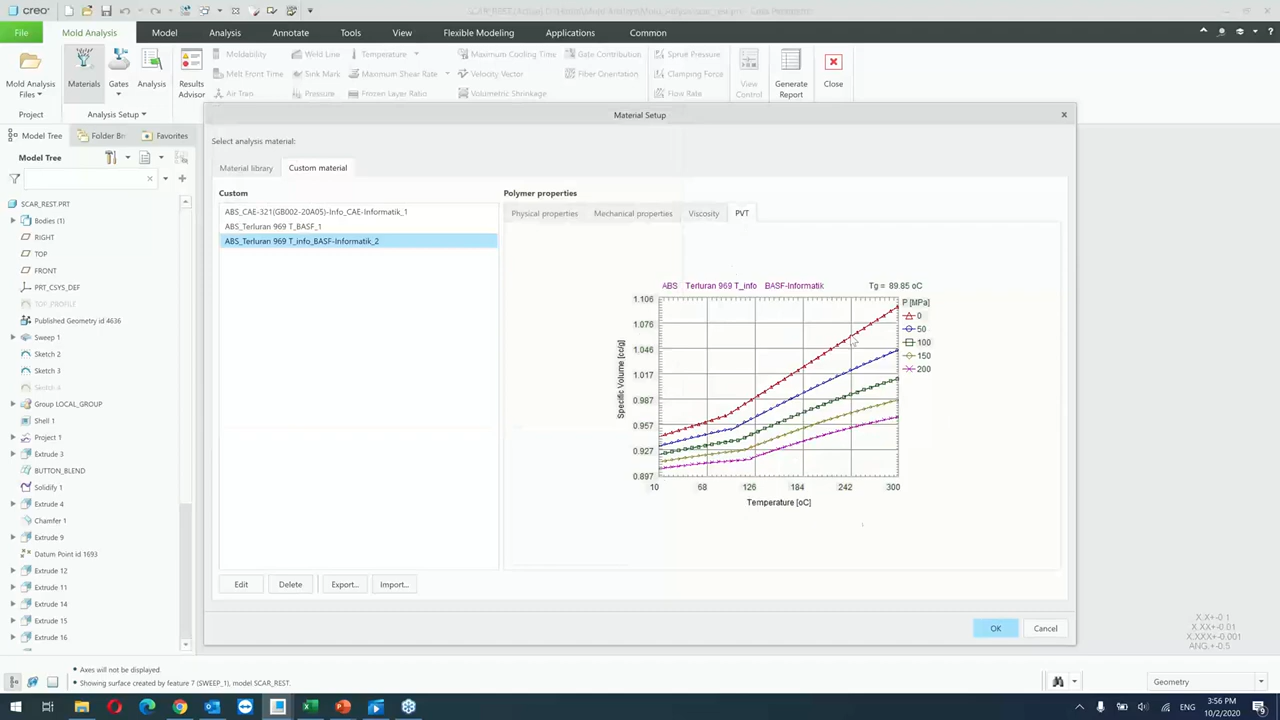 creo
File
Mold Analysis
Model
Analysis
Annotate
Tools
View
Flexible Modeling
Applications
Common
Mold Analysis
Files
Materials
Gates
Analysis
Results
Advisor
Moldability
Melt Front Time
Air Trap
Weld Line
Sink Mark
Pressure
Temperature
Maximum Shear Rate
Frozen Layer Ratio
Maximum Cooling Time
Velocity Vector
Volumetric Shrinkage
Gate Contribution
Fiber Orientation
Sprue Pressure
Clamping Force
Flow Rate
View
Control
Generate
Report
Close
Project
Analysis Setup
Model Tree
Folder Br
Favorites
Model Tree
SCAR_REST.PRT
Bodies (1)
RIGHT
TOP
FRONT
PRT_CSYS_DEF
TOP_PROFILE
Published Geometry id 4636
Sweep 1
Sketch 2
Sketch 3
Sketch 4
Group LOCAL_GROUP
Shell 1
Project 1
Extrude 3
BUTTON_BLEND
Solidify 1
Extrude 4
Chamfer 1
Extrude 9
Datum Point id 1693
Extrude 12
Extrude 11
Extrude 14
Extrude 15
Extrude 16
Material Setup
Select analysis material:
Material library
Custom material
Custom
ABS_CAE-321(GB002-20A05)-Info_CAE-Informatik_1
ABS_Terluran 969 T_BASF_1
ABS_Terluran 969 T_info_BASF-Informatik_2
Edit
Delete
Export...
Import...
Polymer properties
Physical properties
Mechanical properties
Viscosity
PVT
ABS Terluran 969 T_info BASF-Informatik Tg = 89.85 oC
P [MPa]
0
50
100
150
200
Specific Volume [cc/g]
1.106
1.076
1.046
1.017
0.987
0.957
0.927
0.897
10 68 126 184 242 300
Temperature [oC]
OK
Cancel
X.X+-0.1
X.XX+-0.01
X.XXX+-0.001
ANG.+-0.5
• Axes will not be displayed.
• Showing surface created by feature 7 (SWEEP_1), model SCAR_REST.
Geometry
ENG
3:56 PM
10/2/2020